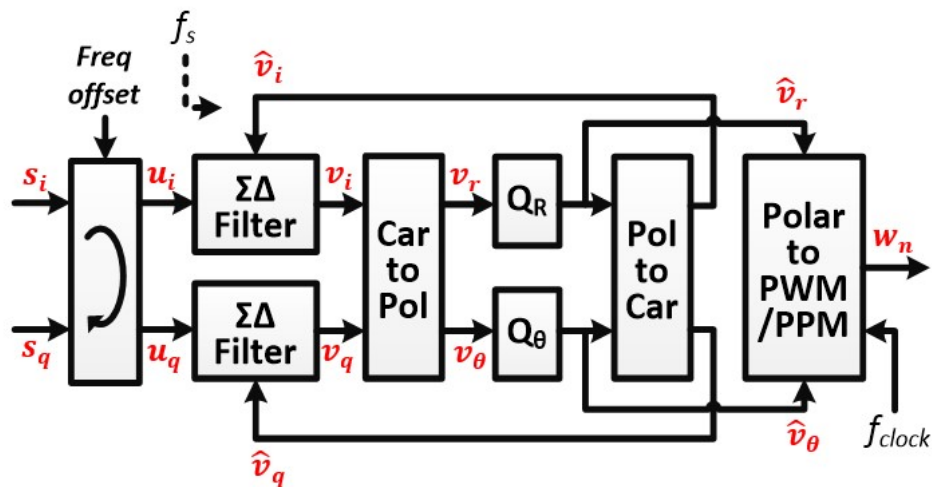 f_s
Freq
offset
v̂_i
v̂_r
s_i
u_i
ΣΔ
Filter
v_i
Car
to
Pol
v_r
Q_R
Pol
to
Car
Polar
to
PWM
/PPM
w_n
s_q
u_q
ΣΔ
Filter
v_q
v_θ
Q_θ
v̂_q
v̂_θ
f_clock